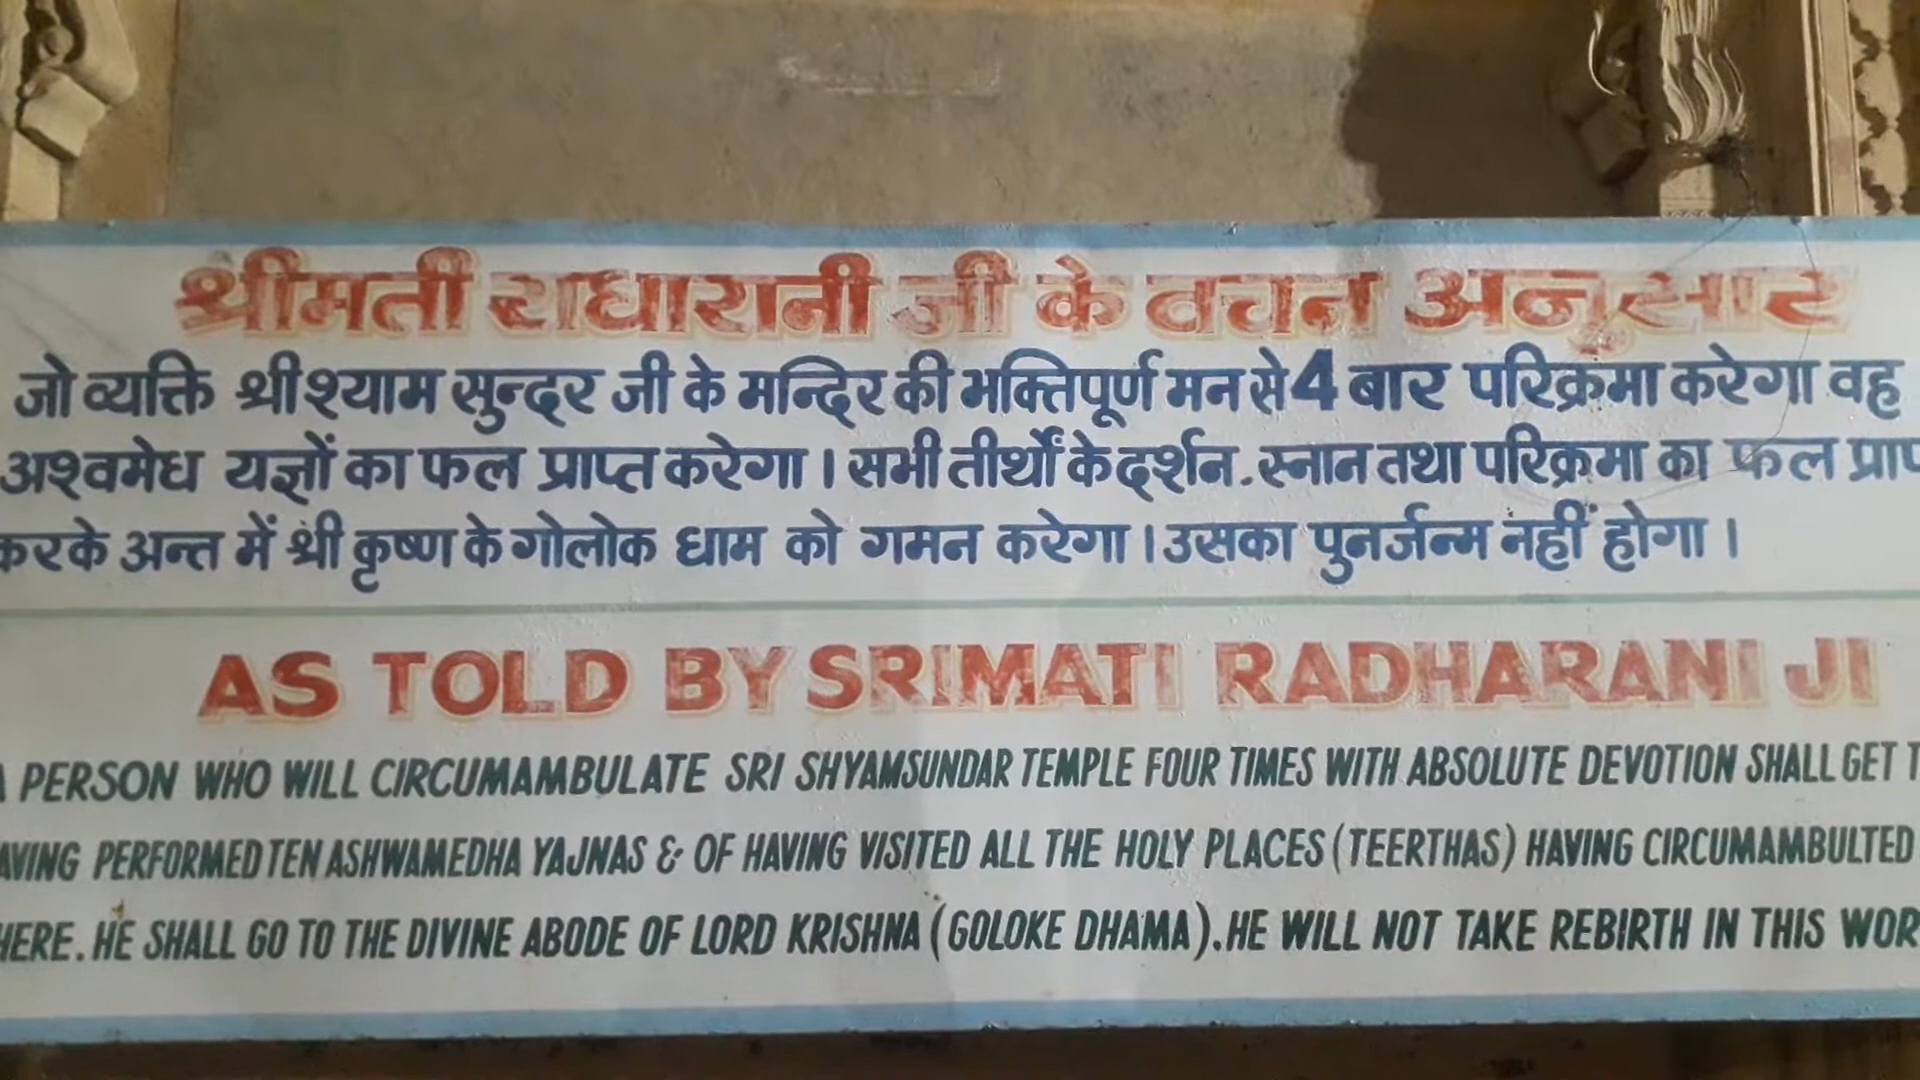 श्रीमती राधारानी जी के वचन अनुसार
जो व्यक्ति श्री श्याम सुन्दर जी के मन्दिर की भक्तिपूर्ण मन से 4 बार परिक्रमा करेगा वह
अश्वमेध यज्ञों का फल प्राप्त करेगा । सभी तीर्थों के दर्शन . स्नान तथा परिक्रमा का फल प्राप
करके अन्त में श्री कृष्ण के गोलोक धाम को गमन करेगा । उसका पुनर्जन्म नहीं होगा ।
AS TOLD BY SRIMATI RADHARANI JI
A PERSON WHO WILL CIRCUMAMBULATE SRI SHYAMSUNDAR TEMPLE FOUR TIMES WITH ABSOLUTE DEVOTION SHALL GET T
AVING PERFORMED TEN ASHWAMEDHA YAJNAS & OF HAVING VISITED ALL THE HOLY PLACES (TEERTHAS) HAVING CIRCUMAMBULTED
HERE. HE SHALL GO TO THE DIVINE ABODE OF LORD KRISHNA (GOLOKE DHAMA). HE WILL NOT TAKE REBIRTH IN THIS WOR